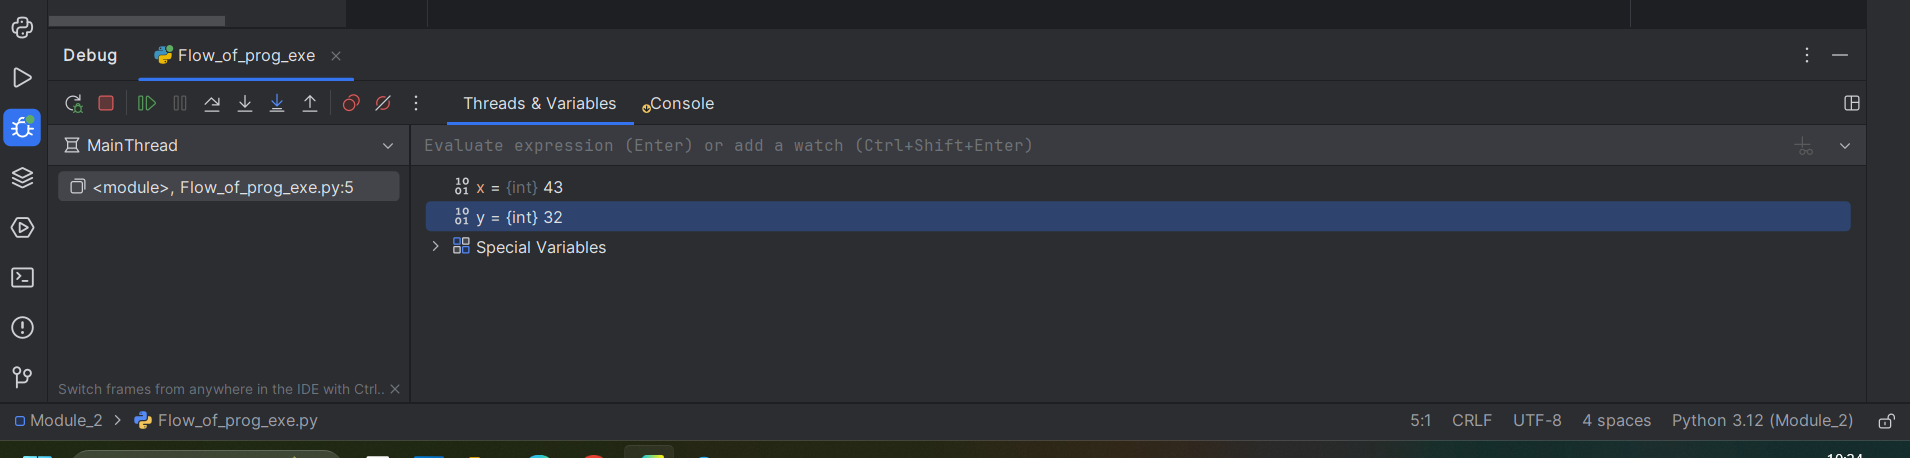 Debug Flow_of_prog_exe
Threads & Variables Console
MainThread
Evaluate expression (Enter) or add a watch (Ctrl+Shift+Enter)
<module>, Flow_of_prog_exe.py:5
x = {int} 43
y = {int} 32
Special Variables
Switch frames from anywhere in the IDE with Ctrl..
Module_2 > Flow_of_prog_exe.py
5:1 CRLF UTF-8 4 spaces Python 3.12 (Module_2)